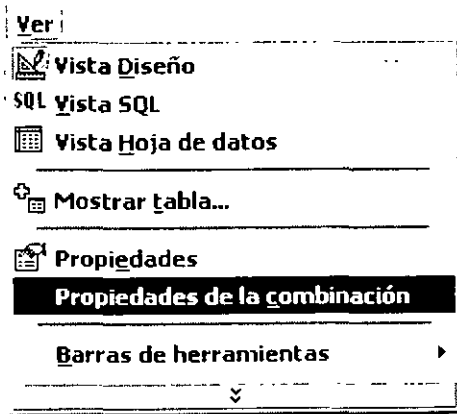 Ver
Vista Diseño
SQL Vista SQL
Vista Hoja de datos
Mostrar tabla...
Propiedades
Propiedades de la combinación
Barras de herramientas